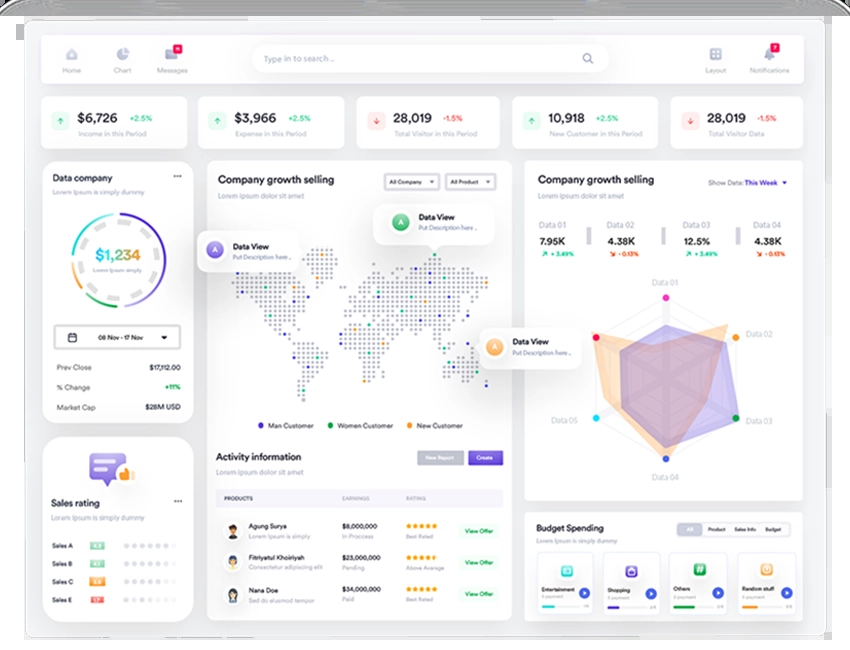 Home
Chart
Messages
Type in to search ..
Layout
7
Notifications
$6,726 +2.5%
Income in this Period
$3,966 +2.5%
Expense in this Period
28,019 -1.5%
Total Visitor in this Period
10,918 +2.5%
New Customer in this Period
28,019 -1.5%
Total Visitor Data
Data company
Lorem Ipsum is simply dummy
$1,234
Lorem Ipsum simply
08 Nov - 17 Nov
Prev Close $17,112.00
% Change +11%
Market Cap $28M USD
Sales rating
Lorem Ipsum is simply dummy
Sales A
Sales B
Sales C
Sales E
Company growth selling
All Company
All Product
Lorem ipsum dolor sit amet
A
Data View
Put Description here ..
A
Data View
Put Description here ..
A
Data View
Put Description here ..
Man Customer
Women Customer
New Customer
Activity information
Lorem ipsum dolor sit amet
New Report
Create
PRODUCTS EARNINGS RATING
Agung Surya $8,000,000
Lorem Ipsum is simply In Proccess Best Rated
View Offer
Fitriyatul Khoiriyah $23,000,000
Consectetur adipiscing elit Pending Above Avarage
View Offer
Nana Doe $34,000,000
Sed do eiusmod tempor Paid Best Rated
View Offer
Company growth selling
Lorem ipsum dolor sit amet
Show Date: This Week
Data 01
7.95K
+ 3.49%
Data 02
4.38K
- 0.13%
Data 03
12.5%
+ 3.49%
Data 04
4.38K
- 0.13%
Data 01
Data 02
Data 03
Data 04
Data 05
Budget Spending
Lorem Ipsum is simply dummy
All
Product
Sales Info
Budget
Entertainment
Shopping
#
Others
Random stuff